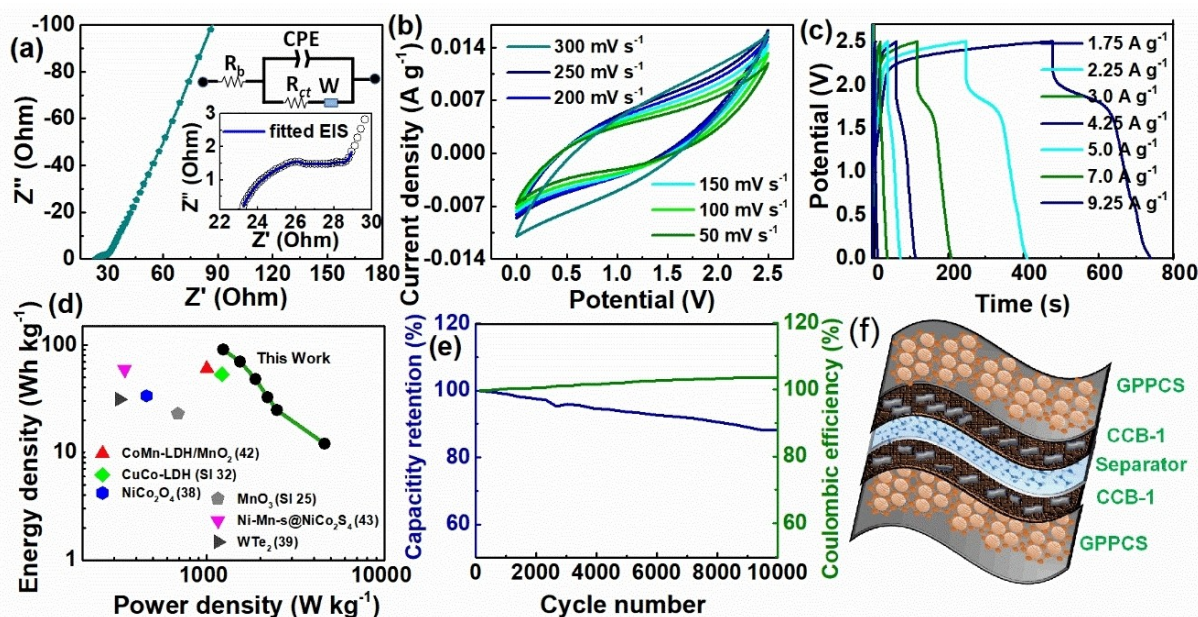 (a)
-100
-80
-60
-40
-20
0
Z'' (Ohm)
0 30 60 90 120 150 180
Z' (Ohm)
CPE
R_b
R_ct W
fitted EIS
3
2
1
Z'' (Ohm)
22 24 26 28 30
Z' (Ohm)
(b)
0.014
0.007
0.000
-0.007
-0.014
Current density (A g⁻¹)
300 mV s⁻¹
250 mV s⁻¹
200 mV s⁻¹
150 mV s⁻¹
100 mV s⁻¹
50 mV s⁻¹
0.0 0.5 1.0 1.5 2.0 2.5
Potential (V)
(c)
2.5
2.0
1.5
1.0
0.5
0.0
Potential (V)
1.75 A g⁻¹
2.25 A g⁻¹
3.0 A g⁻¹
4.25 A g⁻¹
5.0 A g⁻¹
7.0 A g⁻¹
9.25 A g⁻¹
0 200 400 600 800
Time (s)
(d)
100
10
1
Energy density (Wh kg⁻¹)
This Work
CoMn-LDH/MnO₂ (42)
CuCo-LDH (SI 32)
NiCo₂O₄ (38)
MnO₃ (SI 25)
Ni-Mn-s@NiCo₂S₄ (43)
WTe₂ (39)
1000 10000
Power density (W kg⁻¹)
(e)
120
100
80
60
Capacitiy retention (%)
120
100
80
60
Coulombic efficiency (%)
0 2000 4000 6000 8000 10000
Cycle number
(f)
GPPCS
CCB-1
Separator
CCB-1
GPPCS